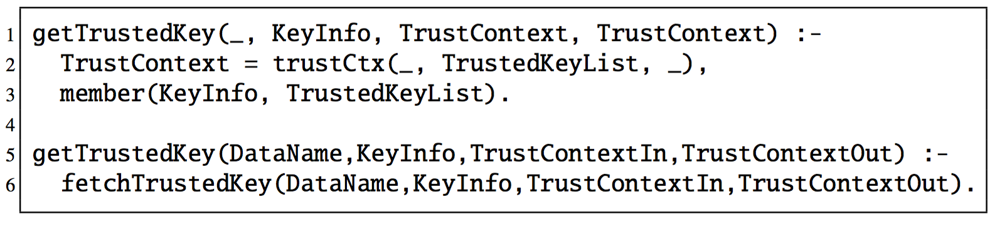 1 getTrustedKey(_, KeyInfo, TrustContext, TrustContext) :-
2   TrustContext = trustCtx(_, TrustedKeyList, _),
3   member(KeyInfo, TrustedKeyList).
4
5 getTrustedKey(DataName,KeyInfo,TrustContextIn,TrustContextOut) :-
6   fetchTrustedKey(DataName,KeyInfo,TrustContextIn,TrustContextOut).